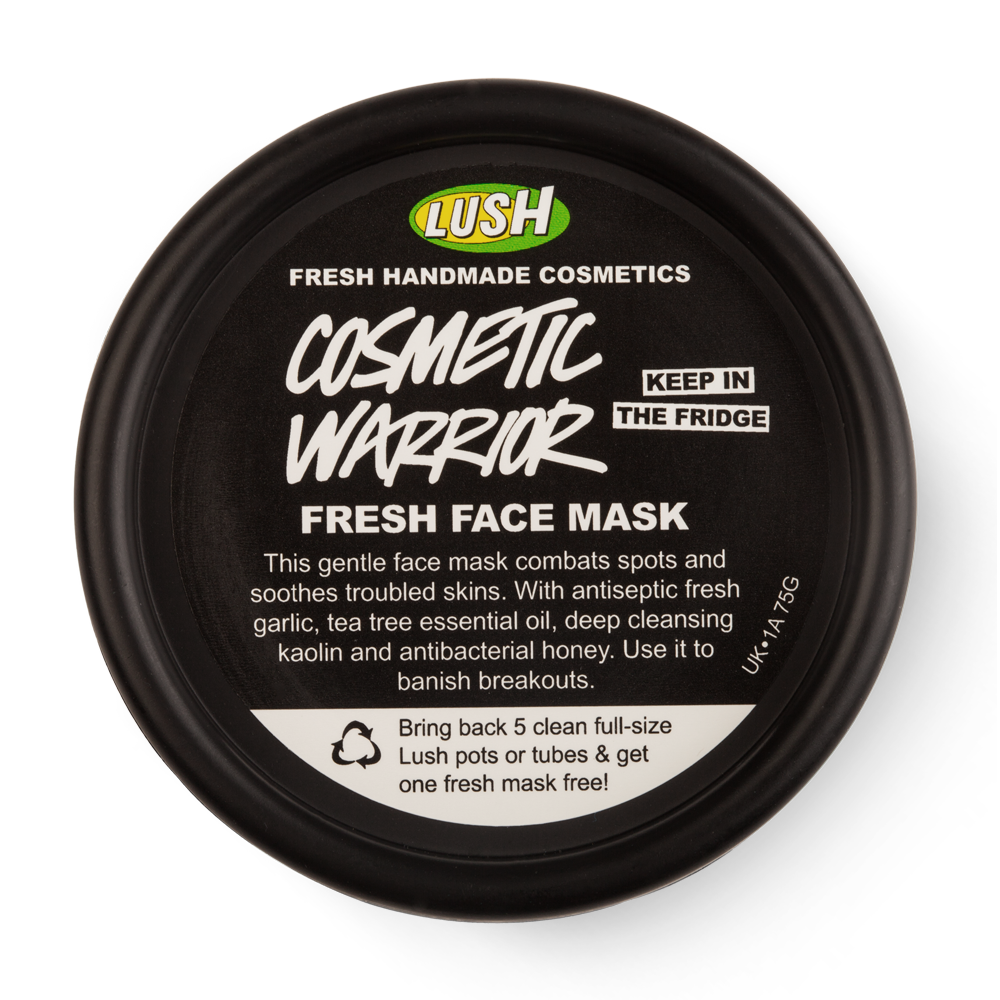 LUSH
FRESH HANDMADE COSMETICS
COSMETIC
WARRIOR
KEEP IN
THE FRIDGE
FRESH FACE MASK
This gentle face mask combats spots and
soothes troubled skins. With antiseptic fresh
garlic, tea tree essential oil, deep cleansing
kaolin and antibacterial honey. Use it to
banish breakouts.
UK•1A 75G
Bring back 5 clean full-size
Lush pots or tubes & get
one fresh mask free!